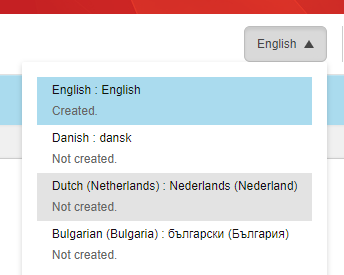 English ▲
English : English
Created.
Danish : dansk
Not created.
Dutch (Netherlands) : Nederlands (Nederland)
Not created.
Bulgarian (Bulgaria) : български (България)
Not created.